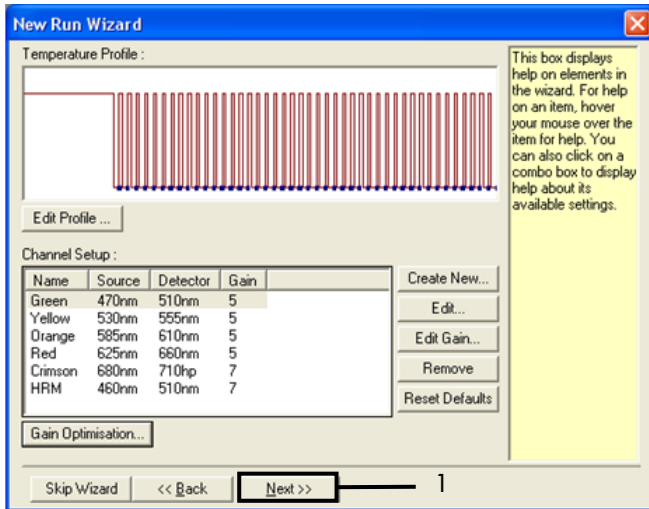 New Run Wizard
Temperature Profile :
Edit Profile ...
Channel Setup :
Name Source Detector Gain
Green 470nm 510nm 5
Yellow 530nm 555nm 5
Orange 585nm 610nm 5
Red 625nm 660nm 5
Crimson 680nm 710hp 7
HRM 460nm 510nm 7
Create New...
Edit...
Edit Gain...
Remove
Reset Defaults
Gain Optimisation...
This box displays
help on elements in
the wizard. For help
on an item, hover
your mouse over the
item for help. You
can also click on a
combo box to display
help about its
available settings.
Skip Wizard << Back Next >> 1